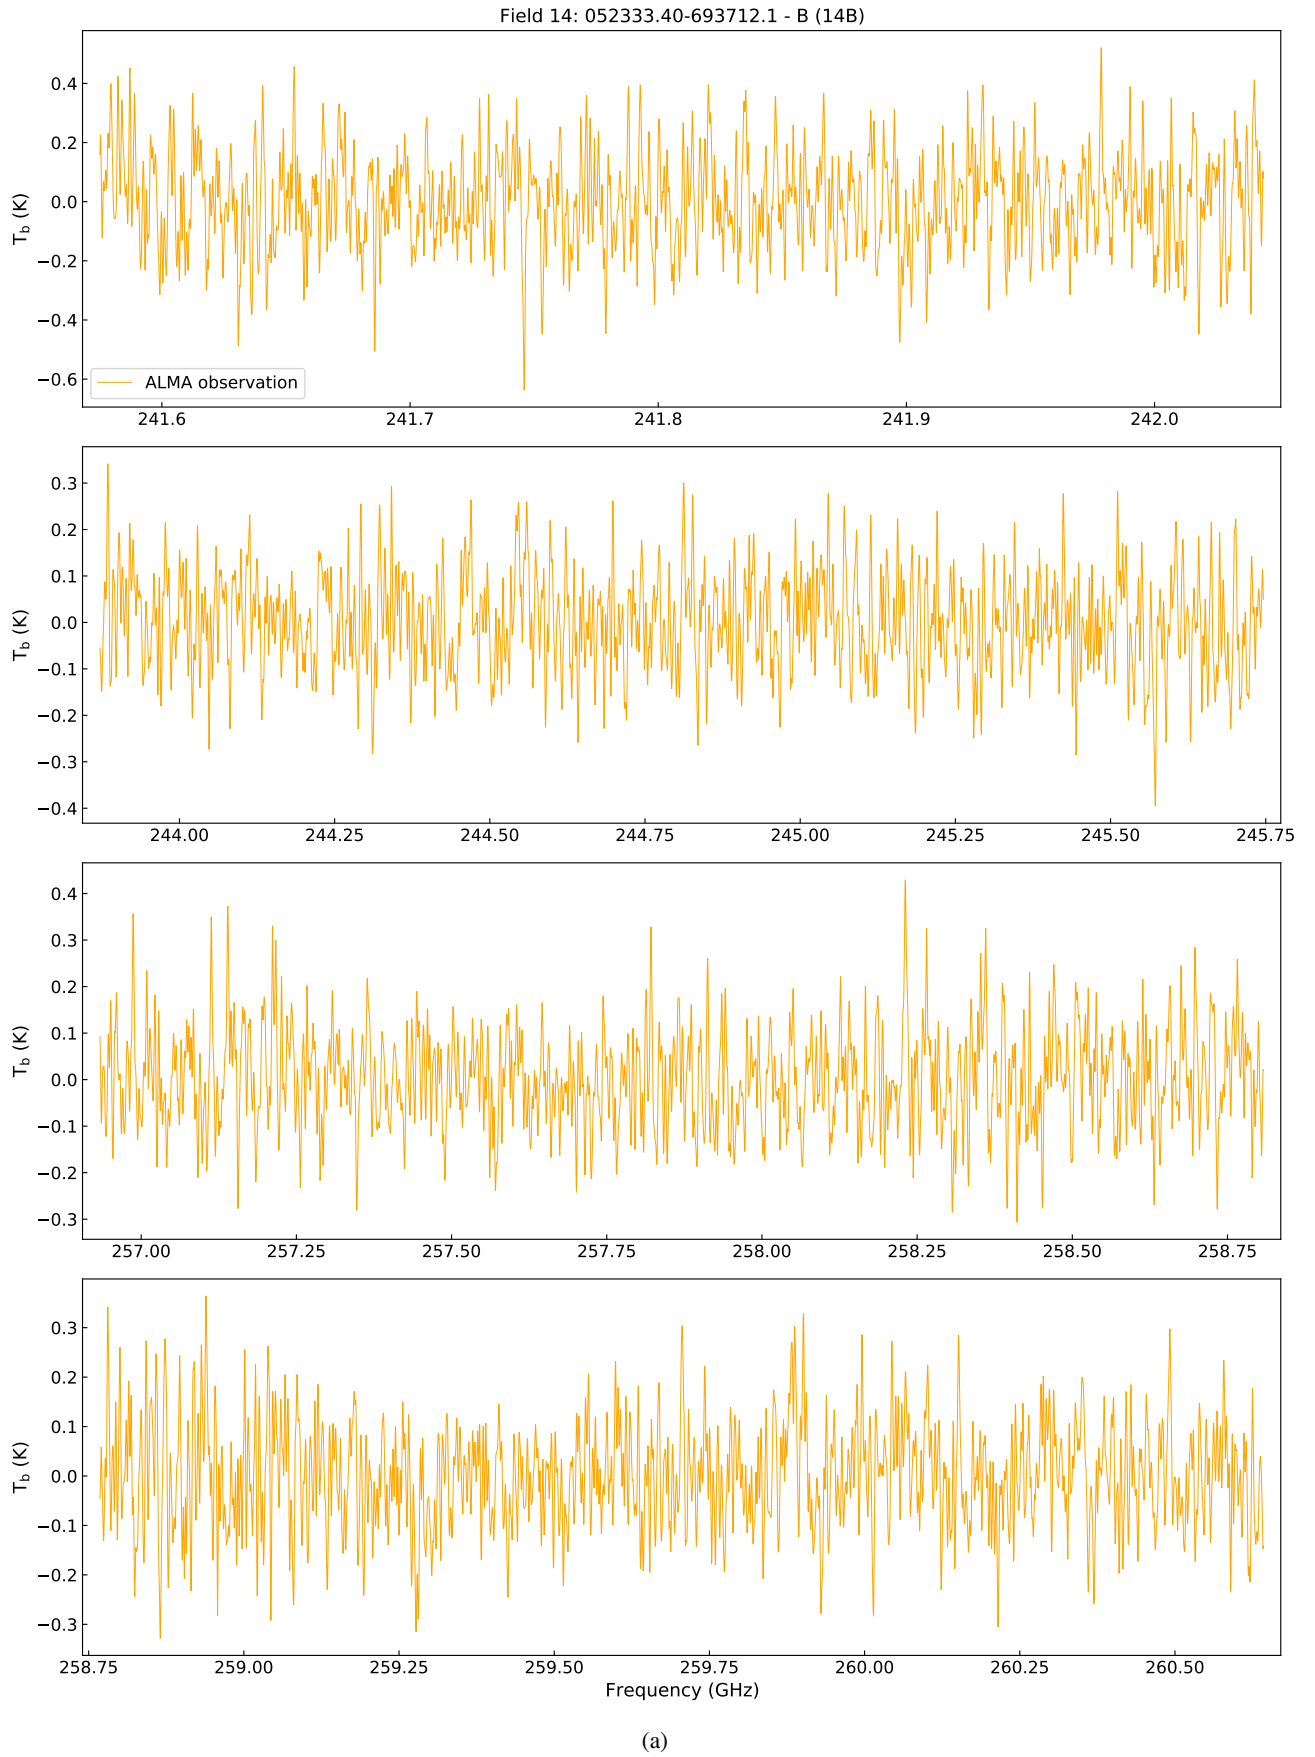 Field 14: 052333.40-693712.1 - B (14B)
0.4
0.2
0.0
−0.2
−0.4
−0.6
T_b (K)
ALMA observation
241.6 241.7 241.8 241.9 242.0
0.3
0.2
0.1
0.0
−0.1
−0.2
−0.3
−0.4
T_b (K)
244.00 244.25 244.50 244.75 245.00 245.25 245.50 245.75
0.4
0.3
0.2
0.1
0.0
−0.1
−0.2
−0.3
T_b (K)
257.00 257.25 257.50 257.75 258.00 258.25 258.50 258.75
0.3
0.2
0.1
0.0
−0.1
−0.2
−0.3
T_b (K)
258.75 259.00 259.25 259.50 259.75 260.00 260.25 260.50
Frequency (GHz)
(a)